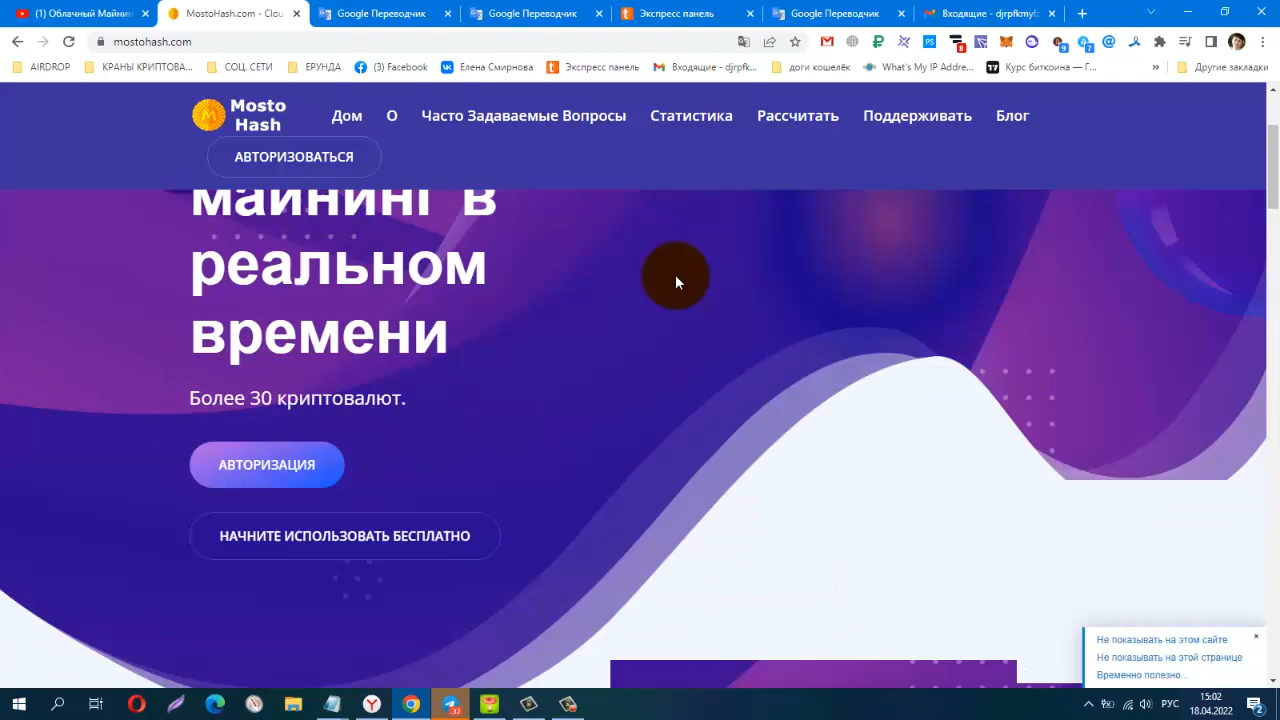 (1) Облачный Майнин
MostoHash.com - Clou
Google Переводчик
Google Переводчик
Экспресс панель
Google Переводчик
Входящие - djrpfkmyf
mostohash.com
AIRDROP
КРАНЫ КРИПТОВА...
СОЦ. СЕТИ
ЕРУНДА
(3) Facebook
Елена Смирнова
Экспресс панель
Входящие - djrpfk...
доги кошелёк
What's My IP Addre...
Курс биткоина — Г...
»
Другие закладки
Mosto
Hash
Дом
О
Часто Задаваемые Вопросы
Статистика
Рассчитать
Поддерживать
Блог
АВТОРИЗОВАТЬСЯ
майнинг в
реальном
времени
Более 30 криптовалют.
АВТОРИЗАЦИЯ
НАЧНИТЕ ИСПОЛЬЗОВАТЬ БЕСПЛАТНО
Не показывать на этом сайте
Не показывать на этой странице
Временно полезно...
РУС
15:02
18.04.2022